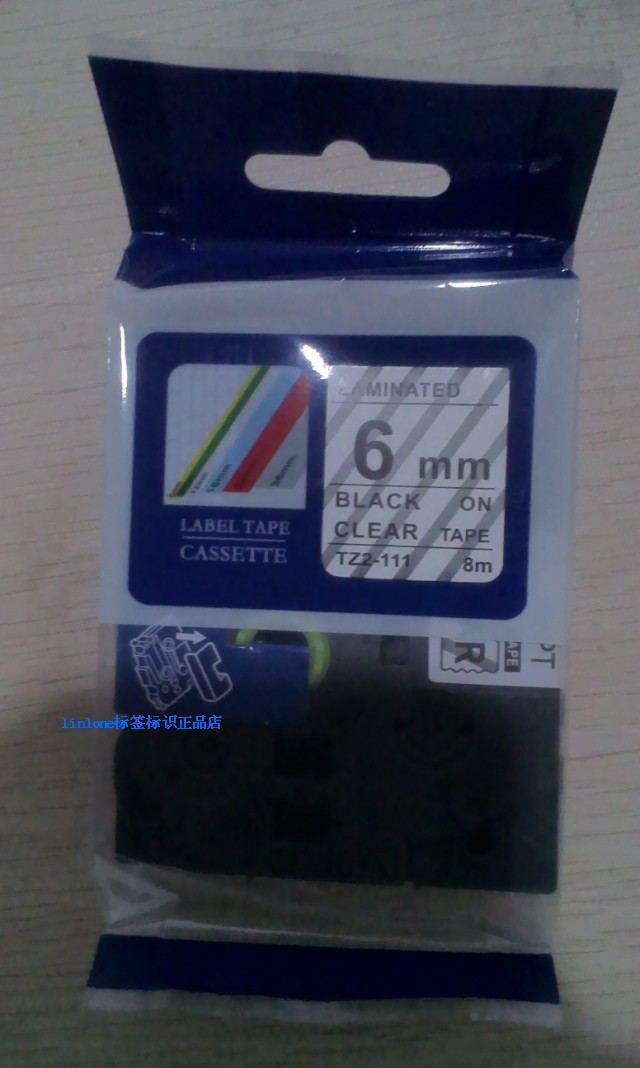 LAMINATED
6 mm
BLACK ON
CLEAR TAPE
TZ2-111 8m
LABEL TAPE
CASSETTE
R
TAPE
linlone标签标识正品店